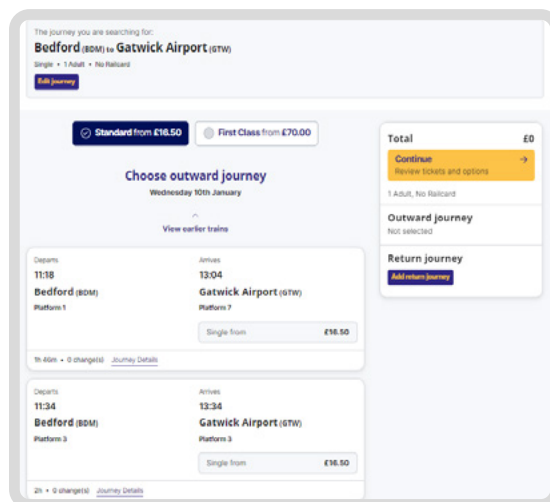 The journey you are searching for:
Bedford (BDM) to Gatwick Airport (GTW)
Single • 1 Adult • No Railcard
Edit journey
Standard from £16.50
First Class from £70.00
Choose outward journey
Wednesday 10th January
View earlier trains
Departs
Arrives
11:18
13:04
Bedford (BDM)
Gatwick Airport (GTW)
Platform 1
Platform 7
Single from £16.50
1h 46m • 0 change(s) Journey Details
Departs
Arrives
11:34
13:34
Bedford (BDM)
Gatwick Airport (GTW)
Platform 3
Platform 3
Single from £16.50
2h • 0 change(s) Journey Details
Total £0
Continue
Review tickets and options
1 Adult, No Railcard
Outward journey
Not selected
Return journey
Add return journey